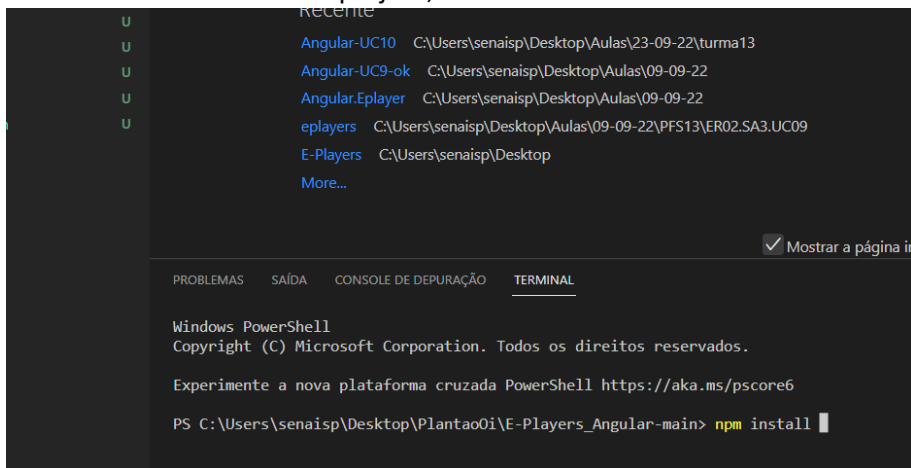 Recente
U
Angular-UC10 C:\Users\senaisp\Desktop\Aulas\23-09-22\turma13
U
Angular-UC9-ok C:\Users\senaisp\Desktop\Aulas\09-09-22
U
Angular.Eplayer C:\Users\senaisp\Desktop\Aulas\09-09-22
U
eplayers C:\Users\senaisp\Desktop\Aulas\09-09-22\PFS13\ER02.SA3.UC09
U
E-Players C:\Users\senaisp\Desktop
More...
Mostrar a página
PROBLEMAS SAÍDA CONSOLE DE DEPURAÇÃO TERMINAL
Windows PowerShell
Copyright (C) Microsoft Corporation. Todos os direitos reservados.
Experimente a nova plataforma cruzada PowerShell https://aka.ms/pscore6
PS C:\Users\senaisp\Desktop\PlantaoOi\E-Players_Angular-main> npm install